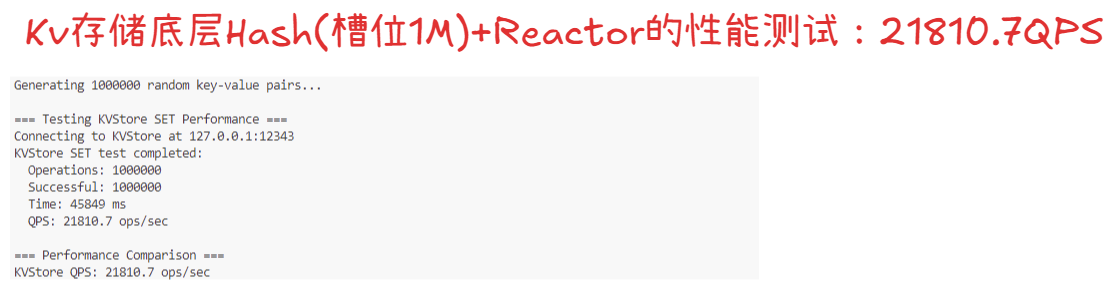 Kv存储底层Hash(槽位1M)+Reactor的性能测试：21810.7QPS
Generating 1000000 random key-value pairs...
=== Testing KVStore SET Performance ===
Connecting to KVStore at 127.0.0.1:12343
KVStore SET test completed:
Operations: 1000000
Successful: 1000000
Time: 45849 ms
QPS: 21810.7 ops/sec
=== Performance Comparison ===
KVStore QPS: 21810.7 ops/sec